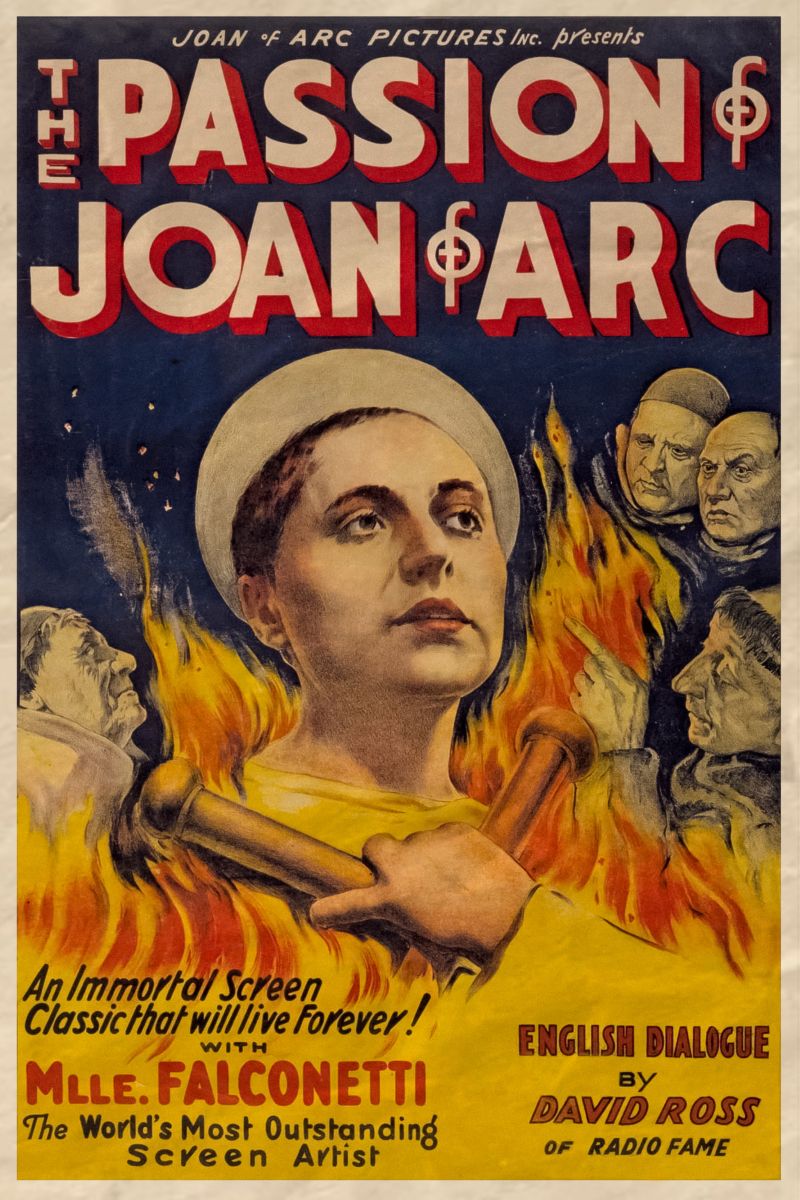 JOAN OF ARC PICTURES INC. presents
THE PASSION of
JOAN of ARC
An Immortal Screen
Classic that will live Forever!
WITH
MLLE. FALCONETTI
The World's Most Outstanding
Screen Artist
ENGLISH DIALOGUE
BY
DAVID ROSS
OF RADIO FAME